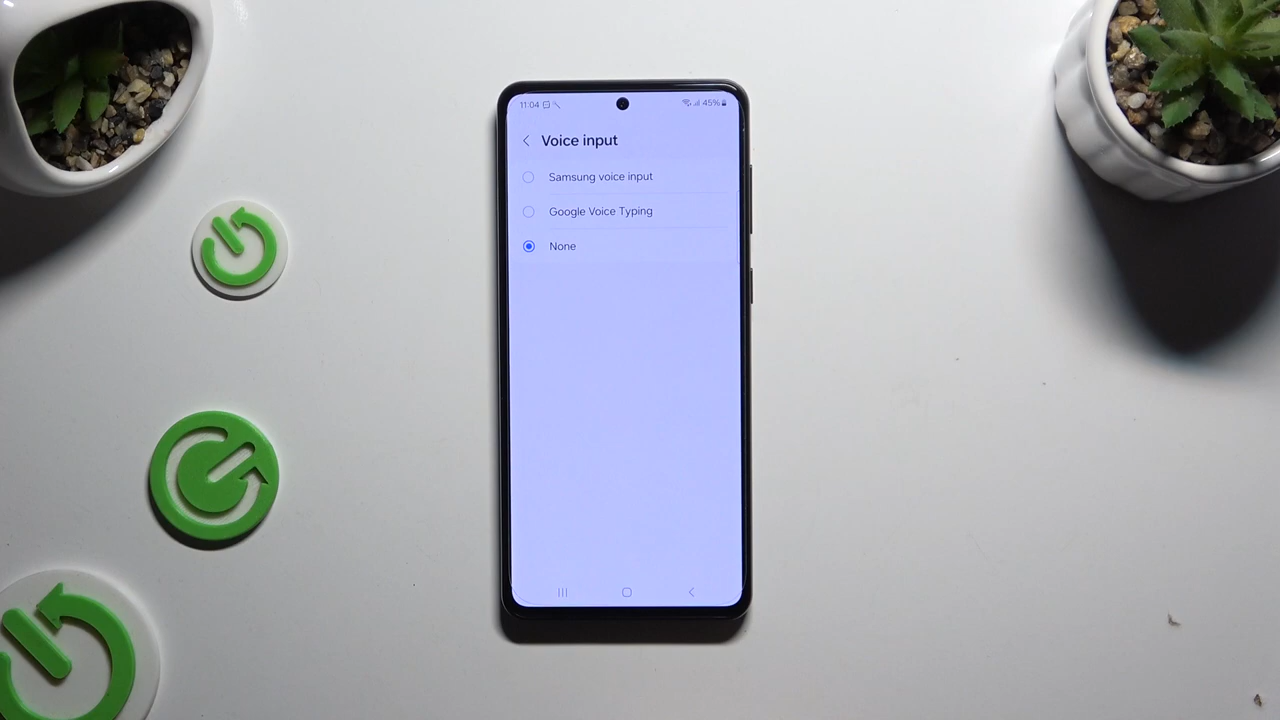 11:04
45%
Voice input
Samsung voice input
Google Voice Typing
None